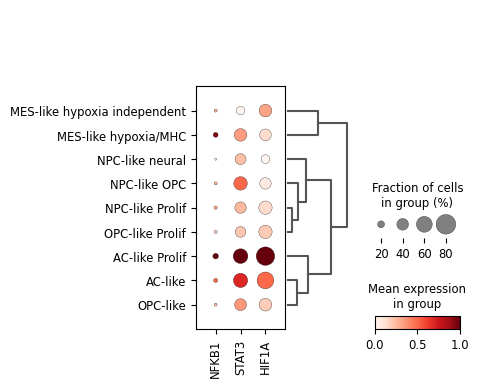 MES-like hypoxia independent
MES-like hypoxia/MHC
NPC-like neural
NPC-like OPC
NPC-like Prolif
OPC-like Prolif
AC-like Prolif
AC-like
OPC-like
NFKB1
STAT3
HIF1A
Fraction of cells
in group (%)
20 40 60 80
Mean expression
in group
0.0 0.5 1.0